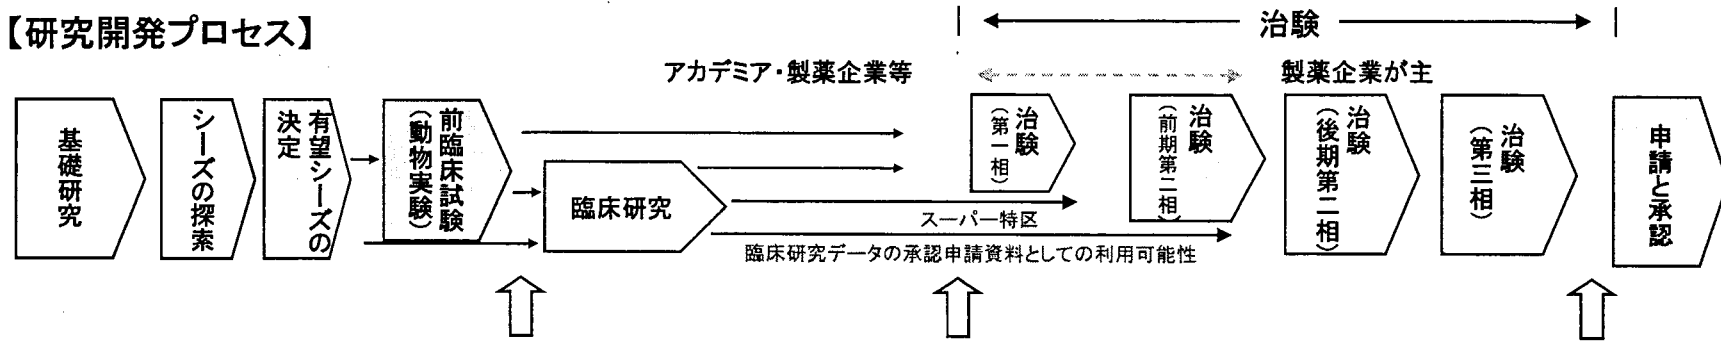 【研究開発プロセス】
治験
アカデミア・製薬企業等
製薬企業が主
基礎研究
シーズの探索
有望シーズの
決定
前臨床試験
（動物実験）
臨床研究
治験
（第一相）
治験
（前期第二相）
治験
（後期第二相）
治験
（第三相）
申請と承認
スーパー特区
臨床研究データの承認申請資料としての利用可能性